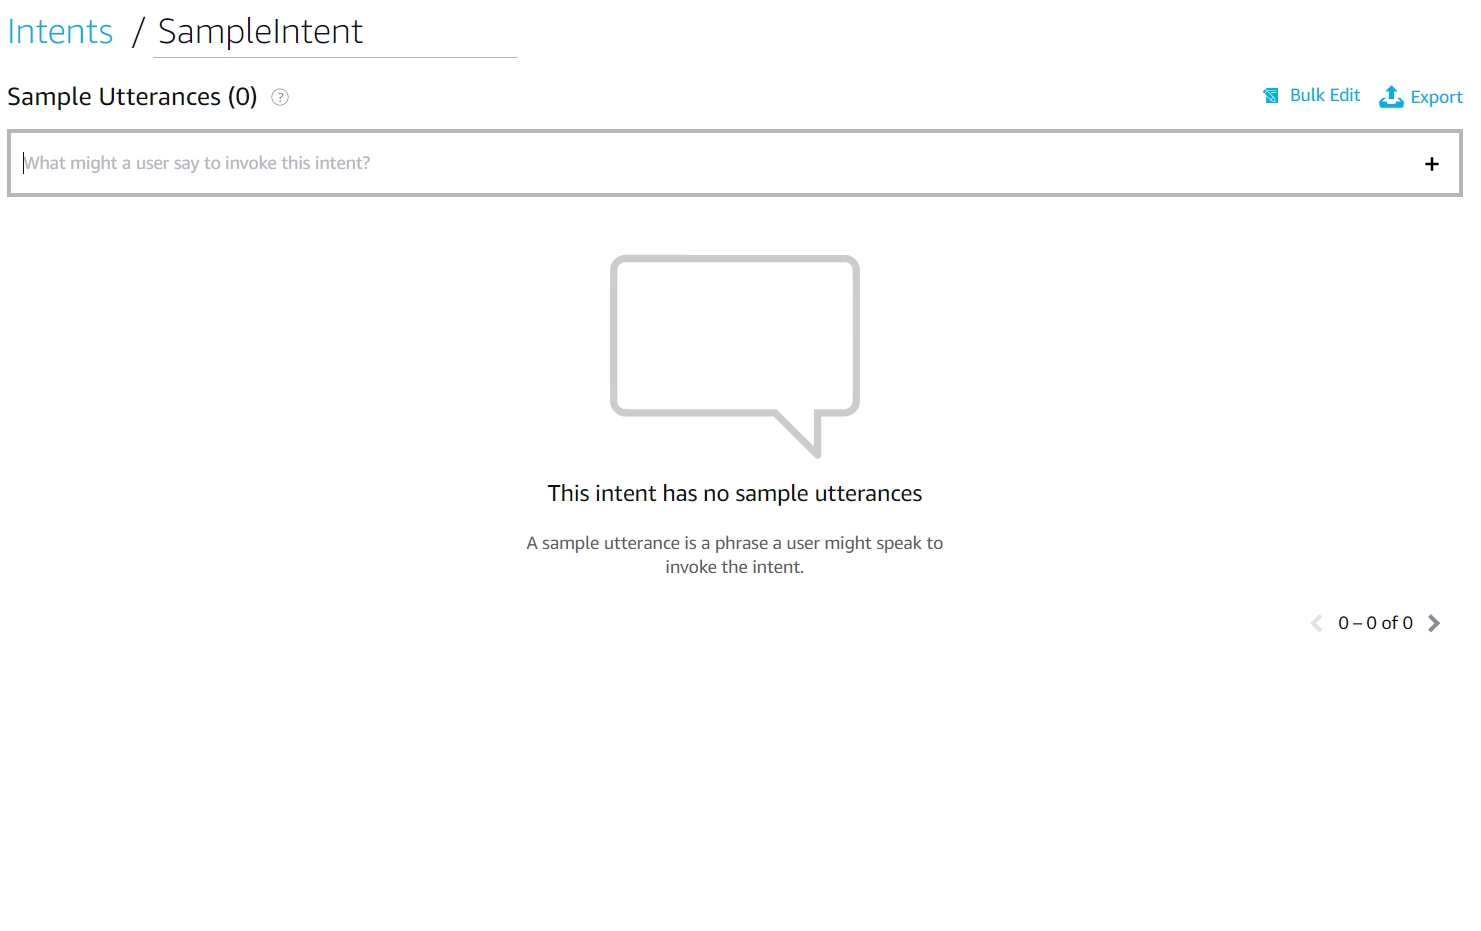 Intents / SampleIntent
Sample Utterances (0) ?
Bulk Edit Export
What might a user say to invoke this intent? +
This intent has no sample utterances
A sample utterance is a phrase a user might speak to
invoke the intent.
0 – 0 of 0